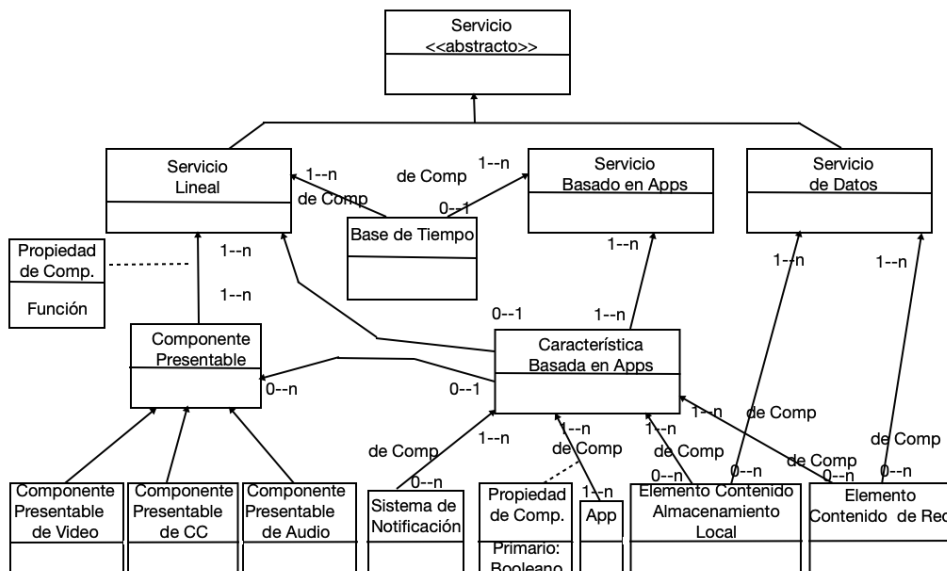 Servicio
<<abstracto>>
Servicio
Lineal
1--n
de Comp
de Comp
1--n
Servicio
Basado en Apps
Servicio
de Datos
0--1
Base de Tiempo
Propiedad
de Comp.
Función
1--n
1--n
1--n
1--n
1--n
0--1
1--n
Componente
Presentable
0--n
0--1
Característica
Basada en Apps
de Comp
1--n
0--n
1--n
de Comp
1--n
1--n
de Comp
0--n
1--n
de Comp
0--n
de Comp
0--n
de Comp
0--n
Componente
Presentable
de Video
Componente
Presentable
de CC
Componente
Presentable
de Audio
Sistema de
Notificación
Propiedad
de Comp.
Primario:
Booleano
App
Elemento Contenido
Almacenamiento
Local
Elemento
Contenido de Red